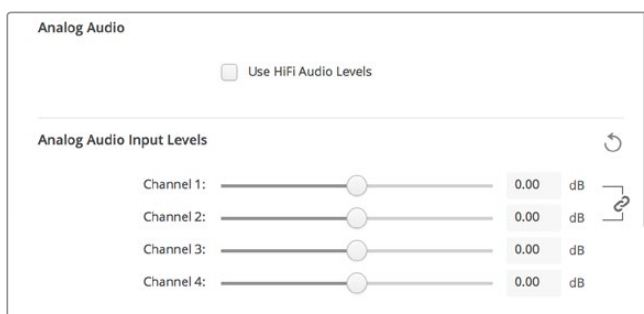 Analog Audio
Use HiFi Audio Levels
Analog Audio Input Levels
Channel 1: 0.00 dB
Channel 2: 0.00 dB
Channel 3: 0.00 dB
Channel 4: 0.00 dB